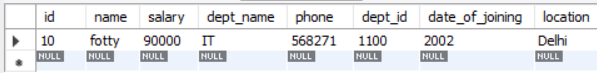 id name salary dept_name phone dept_id date_of_joining location
10 fotty 90000 IT 568271 1100 2002 Delhi
NULL NULL NULL NULL NULL NULL NULL NULL